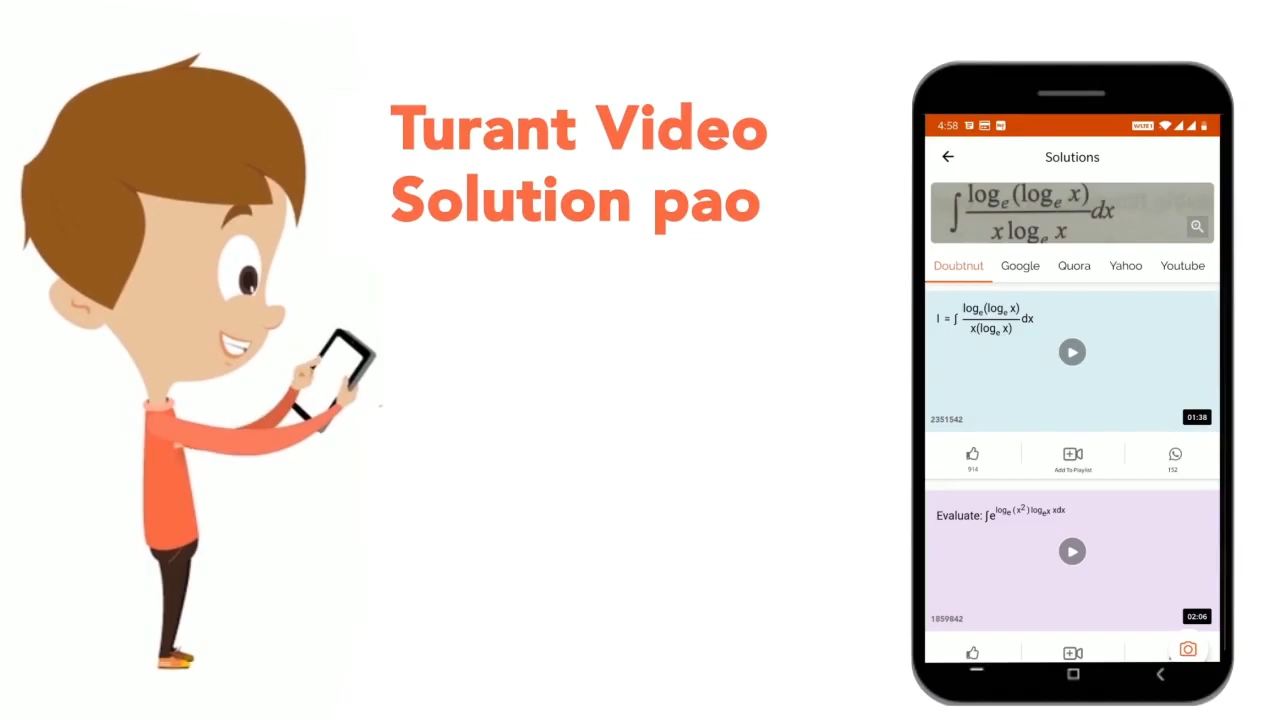 Turant Video
Solution pao
4:58
Solutions
∫ logₑ(logₑ x) / x logₑ x dx
Doubtnut Google Quora Yahoo Youtube
I = ∫ logₑ(logₑ x) / x(logₑ x) dx
2351542 01:38
914 Add To Playlist 152
Evaluate: ∫e^logₑ(x²)logₑx xdx
1859842 02:06